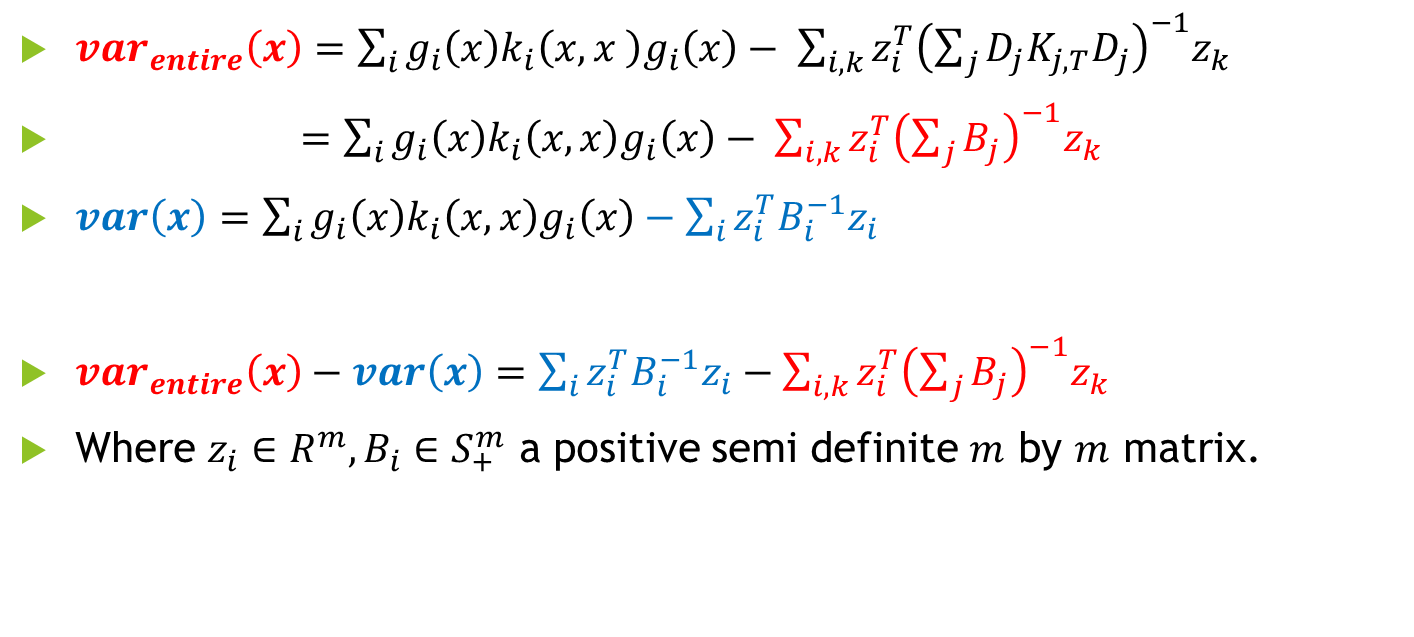 var_entire(x) = ∑_i g_i(x)k_i(x, x )g_i(x) − ∑_{i,k} z_i^T(∑_j D_jK_{j,T}D_j)^{−1}z_k
= ∑_i g_i(x)k_i(x, x)g_i(x) − ∑_{i,k} z_i^T(∑_j B_j)^{−1}z_k
var(x) = ∑_i g_i(x)k_i(x, x)g_i(x) − ∑_i z_i^T B_i^{−1}z_i
var_entire(x) − var(x) = ∑_i z_i^T B_i^{−1}z_i − ∑_{i,k} z_i^T(∑_j B_j)^{−1}z_k
Where z_i ∈ R^m, B_i ∈ S_+^m a positive semi definite m by m matrix.